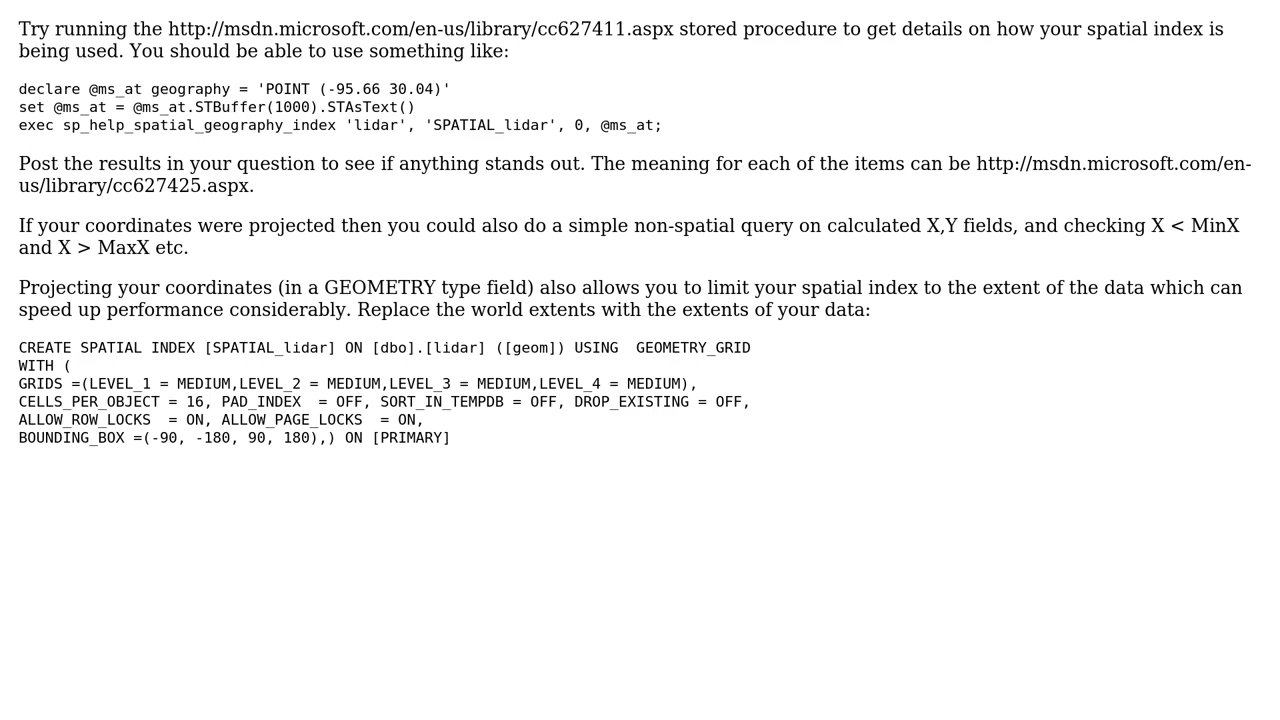 Try running the http://msdn.microsoft.com/en-us/library/cc627411.aspx stored procedure to get details on how your spatial index is
being used. You should be able to use something like:
declare @ms_at geography = 'POINT (-95.66 30.04)'
set @ms_at = @ms_at.STBuffer(1000).STAsText()
exec sp_help_spatial_geography_index 'lidar', 'SPATIAL_lidar', 0, @ms_at;
Post the results in your question to see if anything stands out. The meaning for each of the items can be http://msdn.microsoft.com/en-
us/library/cc627425.aspx.
If your coordinates were projected then you could also do a simple non-spatial query on calculated X,Y fields, and checking X < MinX
and X > MaxX etc.
Projecting your coordinates (in a GEOMETRY type field) also allows you to limit your spatial index to the extent of the data which can
speed up performance considerably. Replace the world extents with the extents of your data:
CREATE SPATIAL INDEX [SPATIAL_lidar] ON [dbo].[lidar] ([geom]) USING  GEOMETRY_GRID
WITH (
GRIDS =(LEVEL_1 = MEDIUM,LEVEL_2 = MEDIUM,LEVEL_3 = MEDIUM,LEVEL_4 = MEDIUM),
CELLS_PER_OBJECT = 16, PAD_INDEX  = OFF, SORT_IN_TEMPDB = OFF, DROP_EXISTING = OFF,
ALLOW_ROW_LOCKS  = ON, ALLOW_PAGE_LOCKS  = ON,
BOUNDING_BOX =(-90, -180, 90, 180),) ON [PRIMARY]